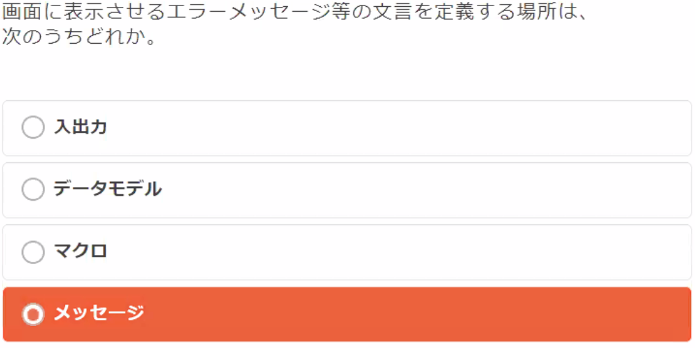 画面に表示させるエラーメッセージ等の文言を定義する場所は、
次のうちどれか。
入出力
データモデル
マクロ
メッセージ